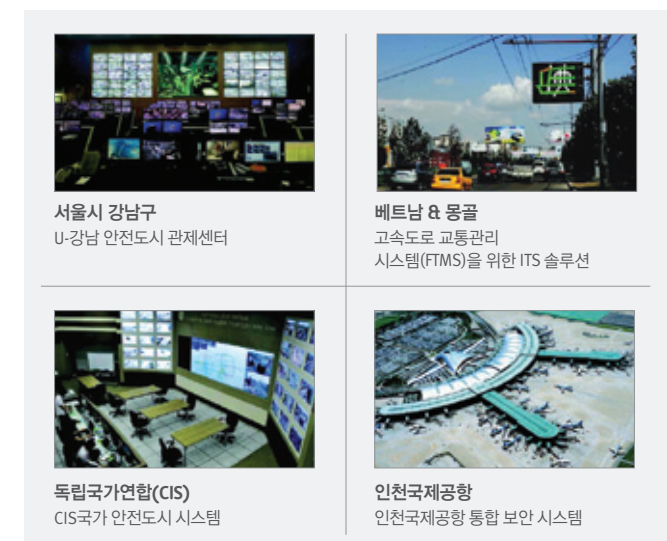 서울시 강남구
U-강남 안전도시 관제센터
베트남 & 몽골
고속도로 교통관리
시스템(FTMS)을 위한 ITS 솔루션
독립국가연합(CIS)
CIS국가 안전도시 시스템
인천국제공항
인천국제공항 통합 보안 시스템